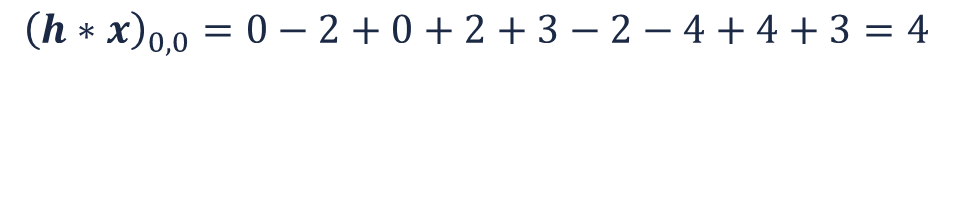 (h ∗ x)₀,₀ = 0 − 2 + 0 + 2 + 3 − 2 − 4 + 4 + 3 = 4